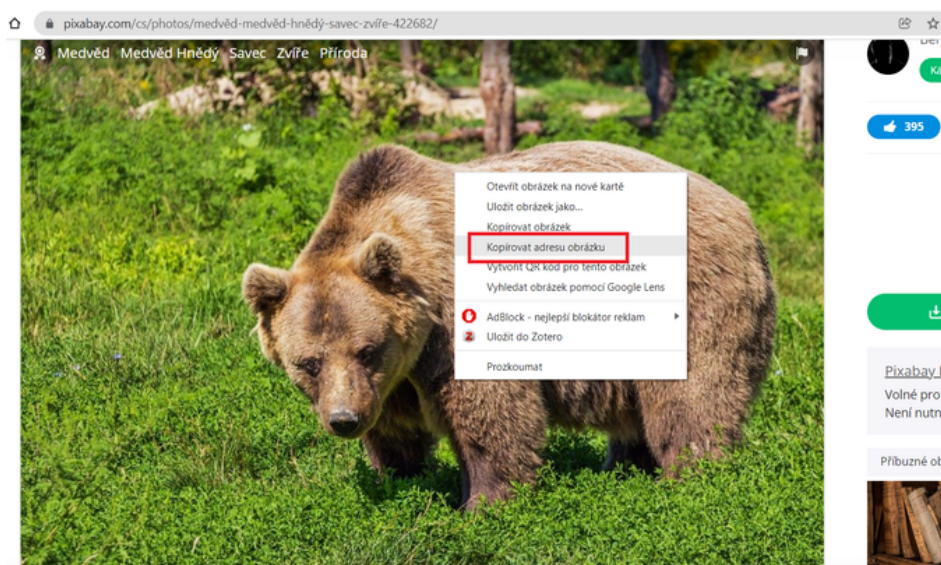 pixabay.com/cs/photos/medvěd-medvěd-hnědý-savec-zvíře-422682/
Medvěd Medvěd Hnědý Savec Zvíře Příroda
395
Otevřít obrázek na nové kartě
Uložit obrázek jako...
Kopírovat obrázek
Kopírovat adresu obrázku
Vytvořit QR kód pro tento obrázek
Vyhledat obrázek pomocí Google Lens
AdBlock - nejlepší blokátor reklam
Uložit do Zotero
Prozkoumat
Pixabay
Volné pro
Není nutn
Příbuzné ob